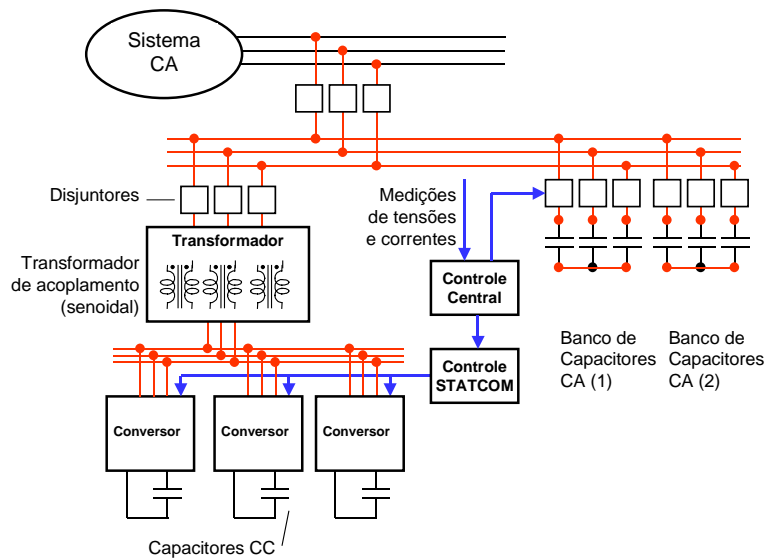 Sistema
CA
Disjuntores
Medições
de tensões
e correntes
Transformador
Transformador
de acoplamento
(senoidal)
Controle
Central
Banco de
Capacitores
CA (1)
Banco de
Capacitores
CA (2)
Controle
STATCOM
Conversor
Conversor
Conversor
Capacitores CC